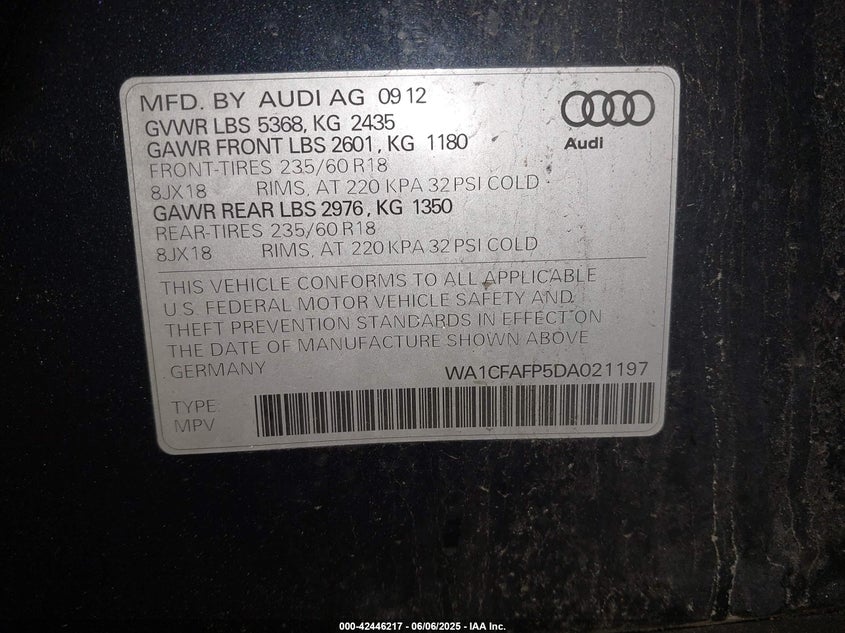 MFD. BY AUDI AG 09 12
GVWR LBS 5368, KG 2435
GAWR FRONT LBS 2601, KG 1180
FRONT-TIRES 235/60 R18
8JX18 RIMS, AT 220 KPA 32 PSI COLD
GAWR REAR LBS 2976, KG 1350
REAR-TIRES 235/60 R18
8JX18 RIMS, AT 220 KPA 32 PSI COLD
Audi
THIS VEHICLE CONFORMS TO ALL APPLICABLE
U.S. FEDERAL MOTOR VEHICLE SAFETY AND
THEFT PREVENTION STANDARDS IN EFFECT ON
THE DATE OF MANUFACTURE SHOWN ABOVE
GERMANY WA1CFAFP5DA021197
TYPE:
MPV
000-42446217 - 06/06/2025 - IAA Inc.